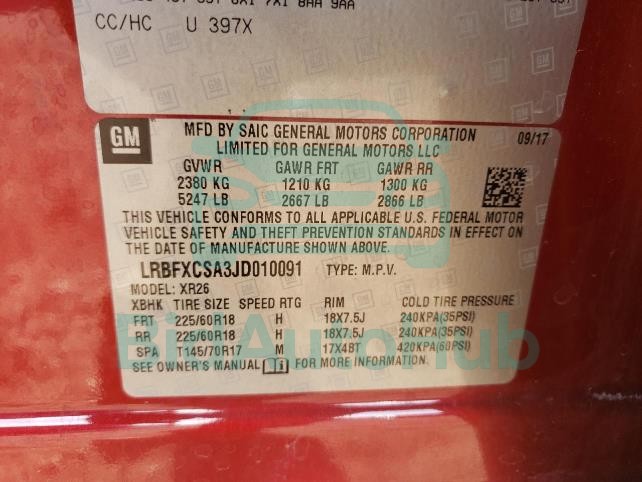 CC/HC U 397X
GM
MFD BY SAIC GENERAL MOTORS CORPORATION 09/17
LIMITED FOR GENERAL MOTORS LLC
GVWR GAWR FRT GAWR RR
2380 KG 1210 KG 1300 KG
5247 LB 2667 LB 2866 LB
THIS VEHICLE CONFORMS TO ALL APPLICABLE U.S. FEDERAL MOTOR
VEHICLE SAFETY AND THEFT PREVENTION STANDARDS IN EFFECT ON
THE DATE OF MANUFACTURE SHOWN ABOVE.
LRBFXCSA3JD010091 TYPE: M.P.V.
MODEL: XR26
XBHK TIRE SIZE SPEED RTG RIM COLD TIRE PRESSURE
FRT 225/60R18 H 18X7.5J 240KPA(35PSI)
RR 225/60R18 H 18X7.5J 240KPA(35PSI)
SPA T145/70R17 M 17X4BT 420KPA(60PSI)
SEE OWNER'S MANUAL FOR MORE INFORMATION.